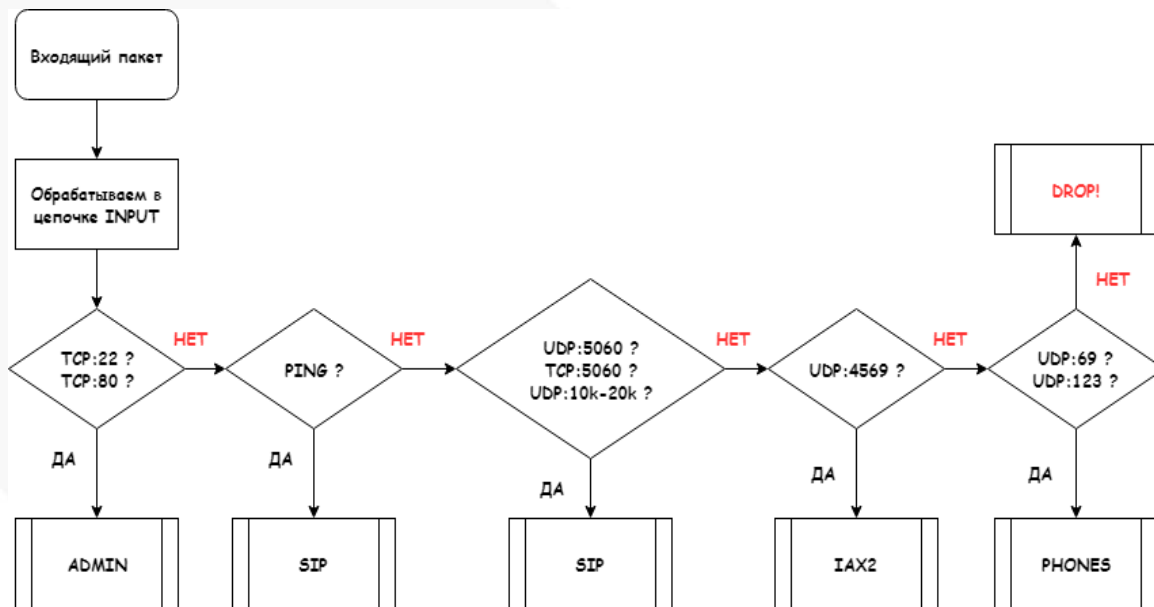 Входящий пакет
Обрабатываем в
цепочке INPUT
DROP!
НЕТ
TCP:22 ?
TCP:80 ?
НЕТ
PING ?
НЕТ
UDP:5060 ?
TCP:5060 ?
UDP:10k-20k ?
НЕТ
UDP:4569 ?
НЕТ
UDP:69 ?
UDP:123 ?
ДА
ДА
ДА
ДА
ДА
ADMIN
SIP
SIP
IAX2
PHONES